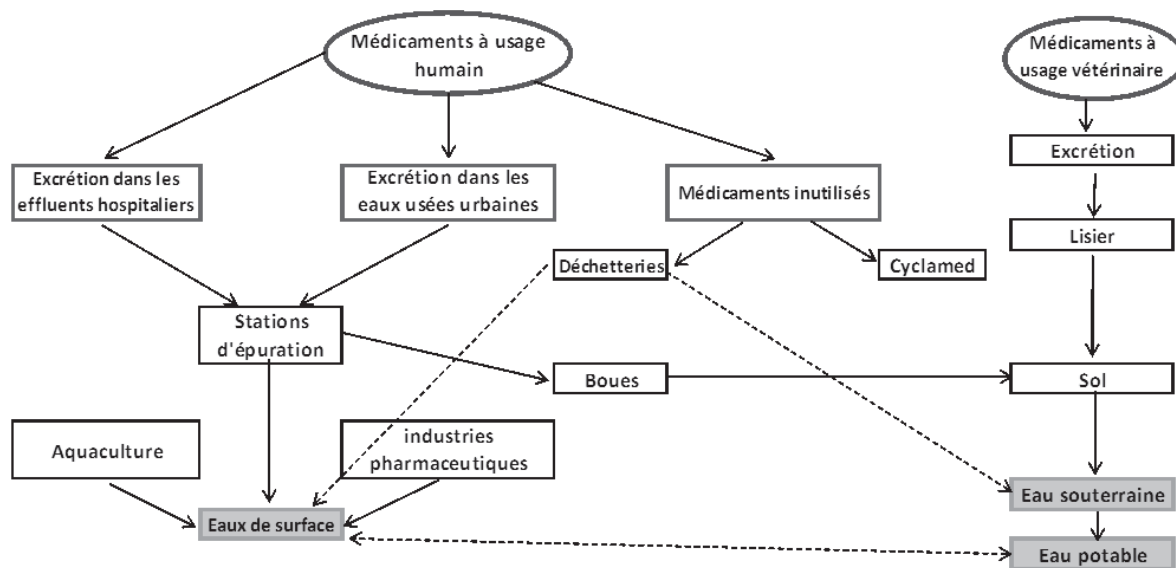 Médicaments à usage
humain
Médicaments à
usage vétérinaire
Excrétion
Excrétion dans les
effluents hospitaliers
Excrétion dans les
eaux usées urbaines
Médicaments inutilisés
Lisier
Déchetteries
Cyclamed
Stations
d'épuration
Boues
Sol
Aquaculture
industries
pharmaceutiques
Eau souterraine
Eaux de surface
Eau potable